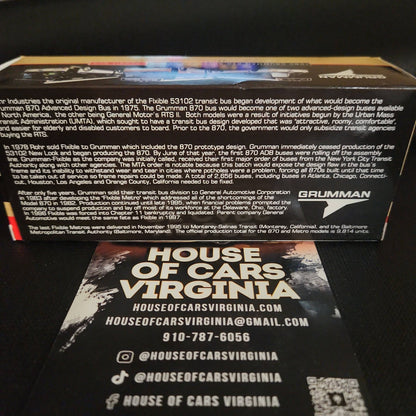 or Industries the original manufacturer of the Flxible 53102 transit bus began development of what would become the
rumman 870 Advanced Design Bus in 1975. The Grumman 870 bus would become one of two advanced-design buses available
North America, the other being General Motor's RTS II. Both models were a result of initiatives begun by the Urban Mass
Transit Administration (UMTA), which sought to have a transit bus design developed that was 'attractive, roomy, comfortable',
and easier for elderly and disabled customers to board. Prior to the 870, the government would only subsidize transit agencies
buying the RTS.
In 1978 Rohr sold Flxible to Grumman which included the 870 prototype design. Grumman immediately ceased production of the
53102 New Look and began producing the 870. By June of that year, the first 870 ADB buses were rolling off the assembly
line. Grumman-Flxible as the company was initially called, received their first major order of buses from the New York City Transit
Authority along with other agencies. The MTA order is notable because this batch would expose the design flaw in the bus's
frame and its inability to withstand wear and tear in cities where potholes were a problem, forcing all 870s built until that time
to be taken out of service so frame repairs could be made. A total of 2,656 buses, including buses in Atlanta, Chicago, Connecti-
cut, Houston, Los Angeles and Orange County, California needed to be fixed.
After only five years, Grumman sold their transit bus division to General Automotive Corporation
in 1983 after developing the 'Flxible Metro' which addressed all of the shortcomings of the
model 870 in 1982. Production continued until late 1995, when financial problems prompted the
company to suspend production and lay off most of its workforce at the Delaware, Ohio, factory.
In 1996 Flxible was forced into Chapter 11 bankruptcy and liquidated. Parent company General
Automotive would meet the same fate as Flxible in 1997.
GRUMMAN
The last Flxible Metros were delivered in November 1995 to Monterey-Salinas Transit (Monterey, California), and the Baltimore
Metropolitan Transit Authority (Baltimore, Maryland). The official production total for the 870 and Metro models is 9,814 units.
HOUSE
OF CARS
VIRGINIA
HOUSEOFCARSVIRGINIA.COM
HOUSEOFCARSVIRGINIA@GMAIL.COM
910-787-6056
@HOUSEOFCARSVIRGINIA
@HOUSEOFCARSVIRGINIA
HOUSE OF CARS VIRGINIA